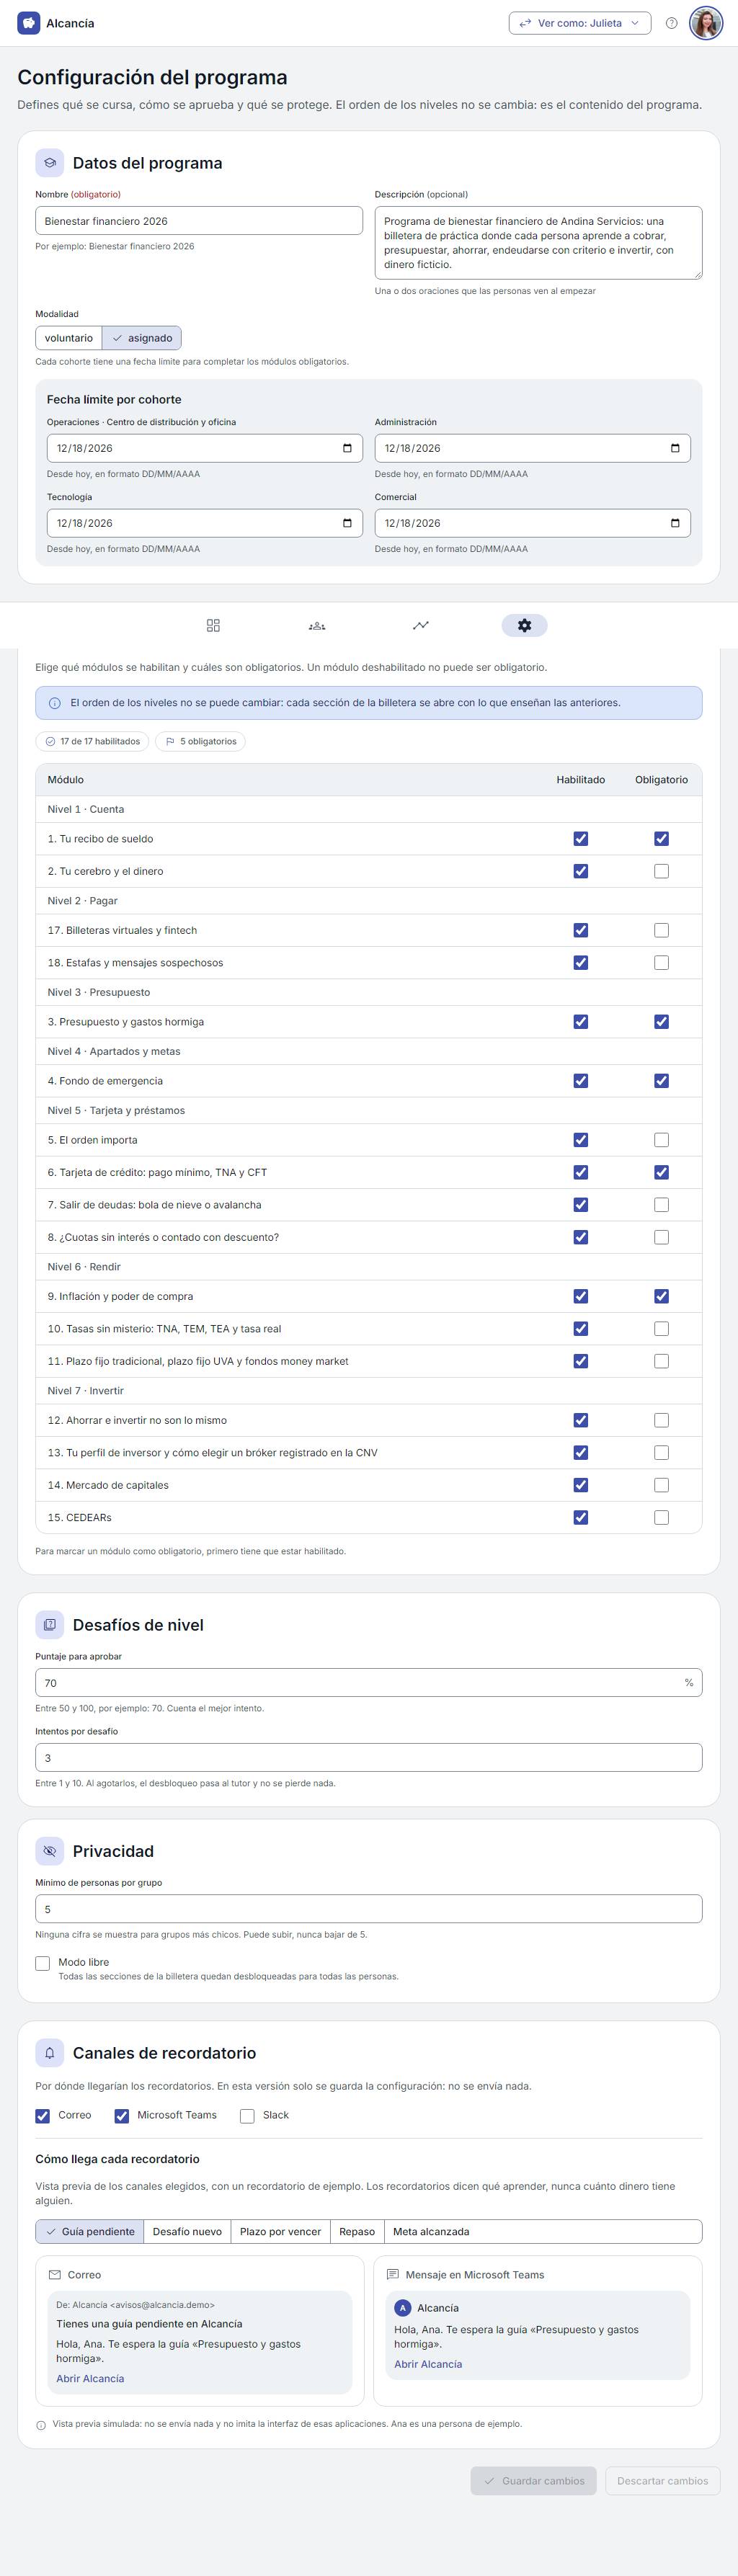 Alcancía
Ver como: Julieta
Configuración del programa
Defines qué se cursa, cómo se aprueba y qué se protege. El orden de los niveles no se cambia: es el contenido del programa.
Datos del programa
Nombre (obligatorio)
Bienestar financiero 2026
Por ejemplo: Bienestar financiero 2026
Descripción (opcional)
Programa de bienestar financiero de Andina Servicios: una
billetera de práctica donde cada persona aprende a cobrar,
presupuestar, ahorrar, endeudarse con criterio e invertir, con
dinero ficticio.
Una o dos oraciones que las personas ven al empezar
Modalidad
voluntario
asignado
Cada cohorte tiene una fecha límite para completar los módulos obligatorios.
Fecha límite por cohorte
Operaciones · Centro de distribución y oficina
12/18/2026
Desde hoy, en formato DD/MM/AAAA
Administración
12/18/2026
Desde hoy, en formato DD/MM/AAAA
Tecnología
12/18/2026
Desde hoy, en formato DD/MM/AAAA
Comercial
12/18/2026
Desde hoy, en formato DD/MM/AAAA
Elige qué módulos se habilitan y cuáles son obligatorios. Un módulo deshabilitado no puede ser obligatorio.
El orden de los niveles no se puede cambiar: cada sección de la billetera se abre con lo que enseñan las anteriores.
17 de 17 habilitados
5 obligatorios
Módulo Habilitado Obligatorio
Nivel 1 · Cuenta
1. Tu recibo de sueldo
2. Tu cerebro y el dinero
Nivel 2 · Pagar
17. Billeteras virtuales y fintech
18. Estafas y mensajes sospechosos
Nivel 3 · Presupuesto
3. Presupuesto y gastos hormiga
Nivel 4 · Apartados y metas
4. Fondo de emergencia
Nivel 5 · Tarjeta y préstamos
5. El orden importa
6. Tarjeta de crédito: pago mínimo, TNA y CFT
7. Salir de deudas: bola de nieve o avalancha
8. ¿Cuotas sin interés o contado con descuento?
Nivel 6 · Rendir
9. Inflación y poder de compra
10. Tasas sin misterio: TNA, TEM, TEA y tasa real
11. Plazo fijo tradicional, plazo fijo UVA y fondos money market
Nivel 7 · Invertir
12. Ahorrar e invertir no son lo mismo
13. Tu perfil de inversor y cómo elegir un bróker registrado en la CNV
14. Mercado de capitales
15. CEDEARs
Para marcar un módulo como obligatorio, primero tiene que estar habilitado.
Desafíos de nivel
Puntaje para aprobar
70 %
Entre 50 y 100, por ejemplo: 70. Cuenta el mejor intento.
Intentos por desafío
3
Entre 1 y 10. Al agotarlos, el desbloqueo pasa al tutor y no se pierde nada.
Privacidad
Mínimo de personas por grupo
5
Ninguna cifra se muestra para grupos más chicos. Puede subir, nunca bajar de 5.
Modo libre
Todas las secciones de la billetera quedan desbloqueadas para todas las personas.
Canales de recordatorio
Por dónde llegarían los recordatorios. En esta versión solo se guarda la configuración: no se envía nada.
Correo
Microsoft Teams
Slack
Cómo llega cada recordatorio
Vista previa de los canales elegidos, con un recordatorio de ejemplo. Los recordatorios dicen qué aprender, nunca cuánto dinero tiene
alguien.
Guía pendiente
Desafío nuevo
Plazo por vencer
Repaso
Meta alcanzada
Correo
De: Alcancía <avisos@alcancia.demo>
Tienes una guía pendiente en Alcancía
Hola, Ana. Te espera la guía «Presupuesto y gastos
hormiga».
Abrir Alcancía
Mensaje en Microsoft Teams
A
Alcancía
Hola, Ana. Te espera la guía «Presupuesto y gastos
hormiga».
Abrir Alcancía
Vista previa simulada: no se envía nada y no imita la interfaz de esas aplicaciones. Ana es una persona de ejemplo.
Guardar cambios
Descartar cambios